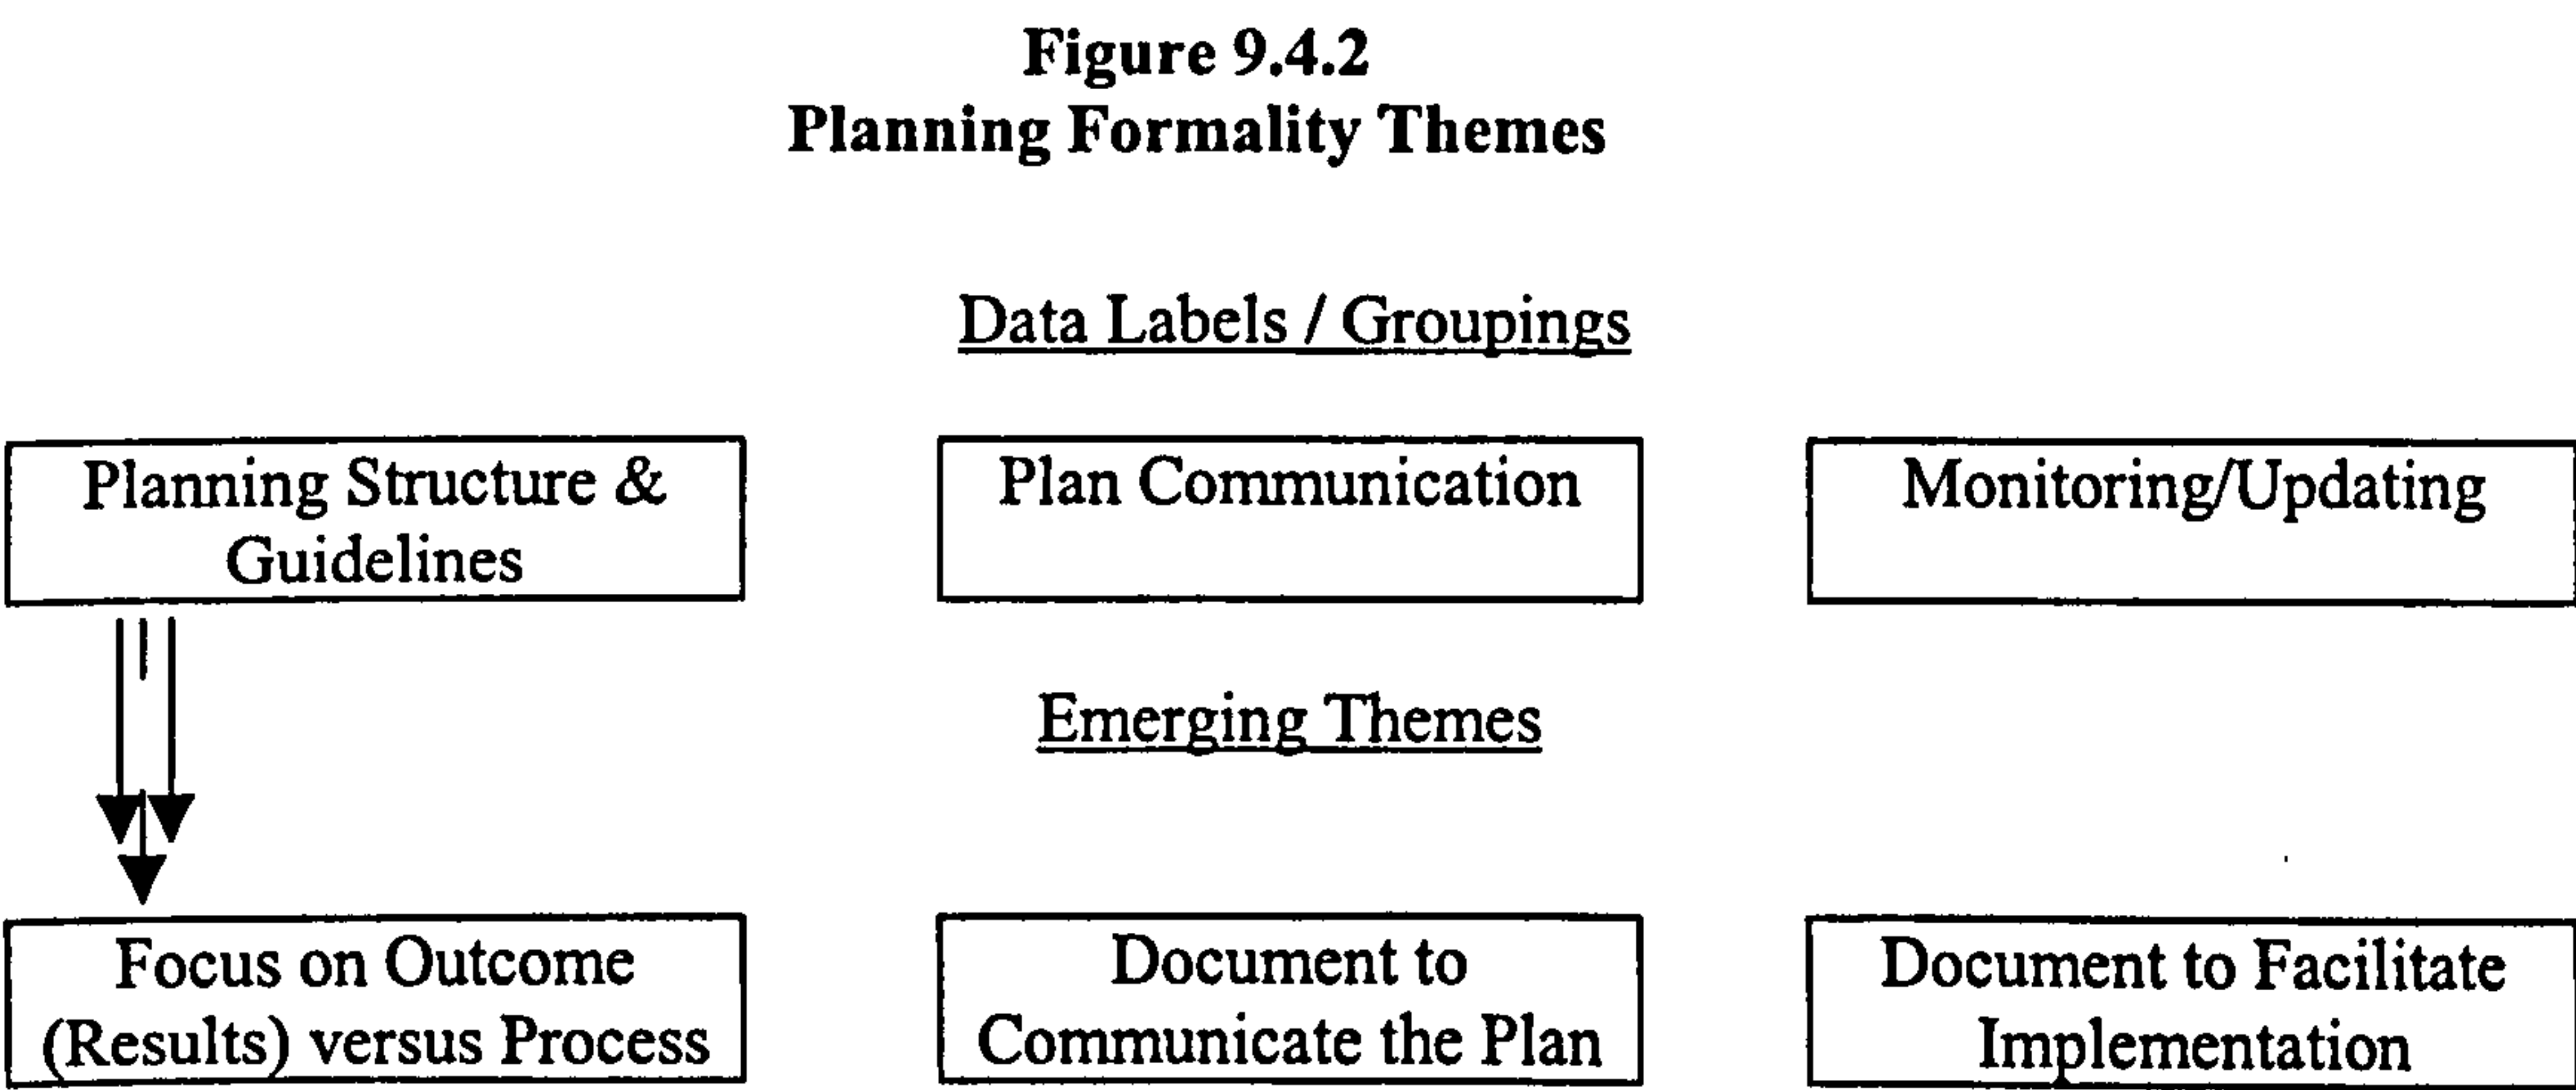 Figure 9.4.2
Planning Formality Themes
Data Labels / Groupings
Planning Structure &
Guidelines
Plan Communication
Monitoring/Updating
Emerging Themes
Focus on Outcome
(Results) versus Process
Document to
Communicate the Plan
Document to Facilitate
Implementation